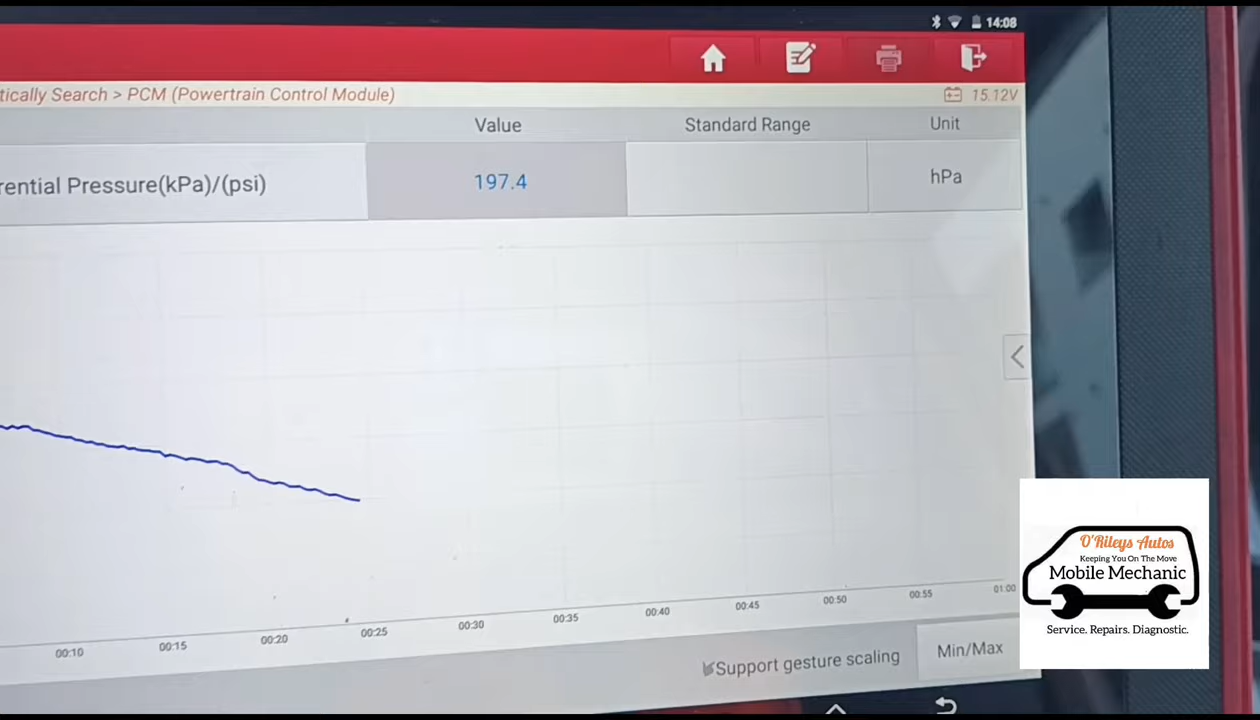 14:08
tically Search > PCM (Powertrain Control Module)
15.12V
Value
Standard Range
Unit
rential Pressure(kPa)/(psi)
197.4
hPa
00:10
00:15
00:20
00:25
00:30
00:35
00:40
00:45
00:50
00:55
01:00
Support gesture scaling
Min/Max
O'Rileys Autos
Keeping You On The Move
Mobile Mechanic
Service. Repairs. Diagnostic.